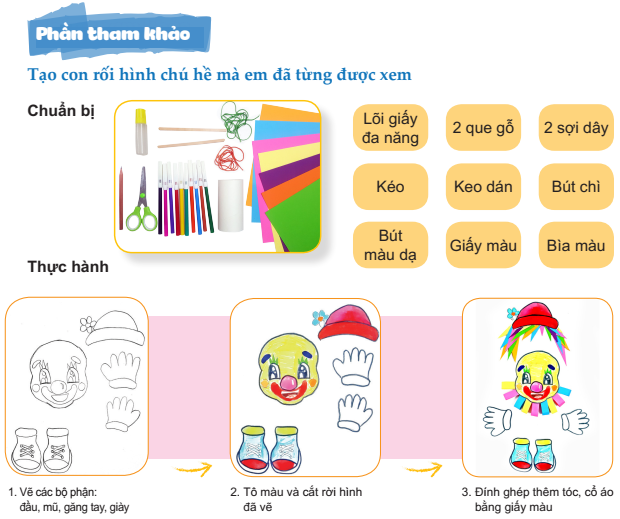 Phần tham khảo
Tạo con rối hình chú hề mà em đã từng được xem
Chuẩn bị
Lõi giấy
đa năng
2 que gỗ
2 sợi dây
Kéo
Keo dán
Bút chì
Bút
màu dạ
Giấy màu
Bìa màu
Thực hành
1. Vẽ các bộ phận:
đầu, mũ, găng tay, giày
2. Tô màu và cắt rời hình
đã vẽ
3. Đính ghép thêm tóc, cổ áo
bằng giấy màu